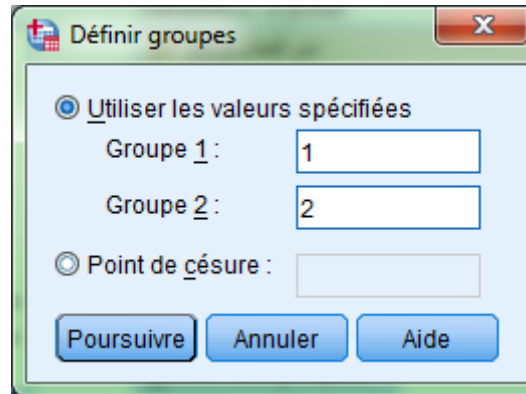 Définir groupes
Utiliser les valeurs spécifiées
Groupe 1 : 1
Groupe 2 : 2
Point de césure :
Poursuivre Annuler Aide